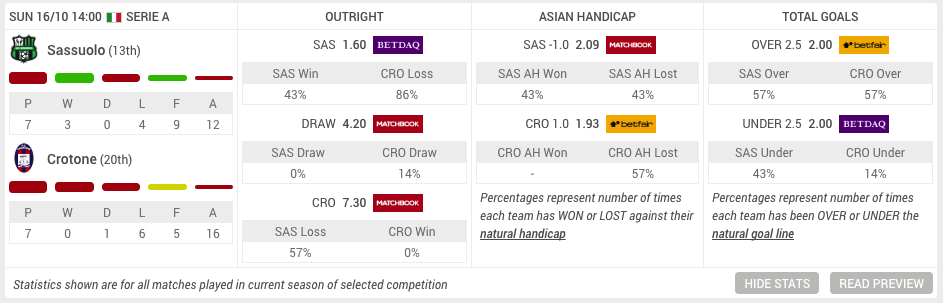 SUN 16/10 14:00 SERIE A
Sassuolo (13th)
P W D L F A
7 3 0 4 9 12
Crotone (20th)
P W D L F A
7 0 1 6 5 16
OUTRIGHT
SAS 1.60 BETDAQ
SAS Win CRO Loss
43% 86%
DRAW 4.20 MATCHBOOK
SAS Draw CRO Draw
0% 14%
CRO 7.30 MATCHBOOK
SAS Loss CRO Win
57% 0%
ASIAN HANDICAP
SAS -1.0 2.09 MATCHBOOK
SAS AH Won SAS AH Lost
43% 43%
CRO 1.0 1.93 betfair
CRO AH Won CRO AH Lost
- 57%
Percentages represent number of times
each team has WON or LOST against their
natural handicap
TOTAL GOALS
OVER 2.5 2.00 betfair
SAS Over CRO Over
57% 57%
UNDER 2.5 2.00 BETDAQ
SAS Under CRO Under
43% 14%
Percentages represent number of times
each team has been OVER or UNDER the
natural goal line
Statistics shown are for all matches played in current season of selected competition
HIDE STATS READ PREVIEW